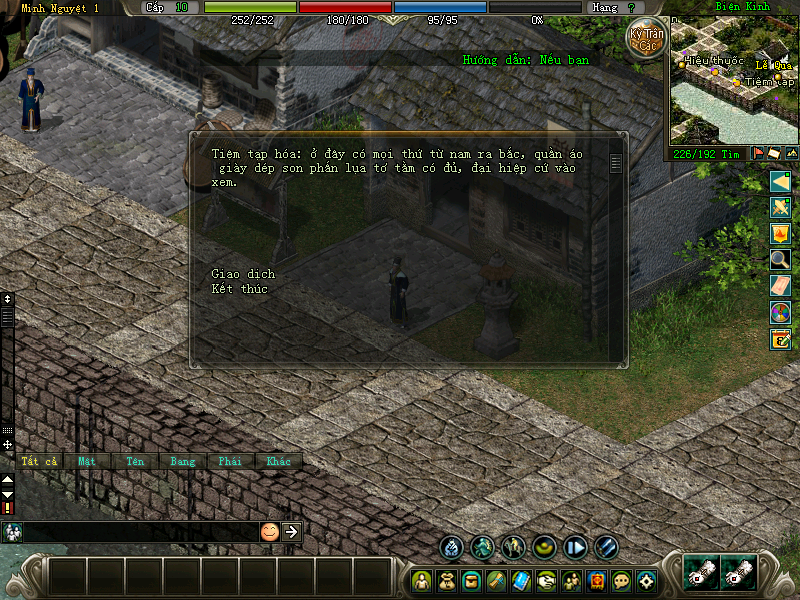 Minh Nguyệt 1
Cấp 10
Hạng ?
Biện Kinh
252/252
180/180
95/95
0%
Kỳ Trân
Các
Hướng dẫn: Nếu bạn
Hiệu thuốc
Lễ Quan
Tiệm tạp
226/192 Tìm
Tiệm tạp hóa: ở đây có mọi thứ từ nam ra bắc, quần áo
giày dép son phấn lụa tơ tằm có đủ, đại hiệp cứ vào
xem.
Giao dịch
Kết thúc
Tất cả
Mật
Tên
Bang
Phái
Khác